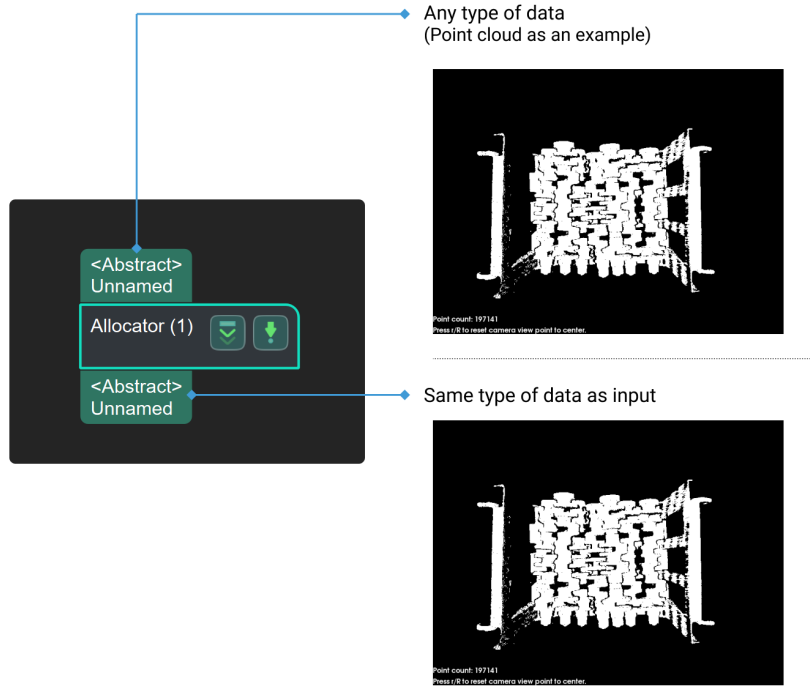 Any type of data
(Point cloud as an example)
Point count: 197141
Press r/R to reset camera view point to center.
<Abstract>
Unnamed
Allocator (1)
<Abstract>
Unnamed
Same type of data as input
Point count: 197141
Press r/R to reset camera view point to center.